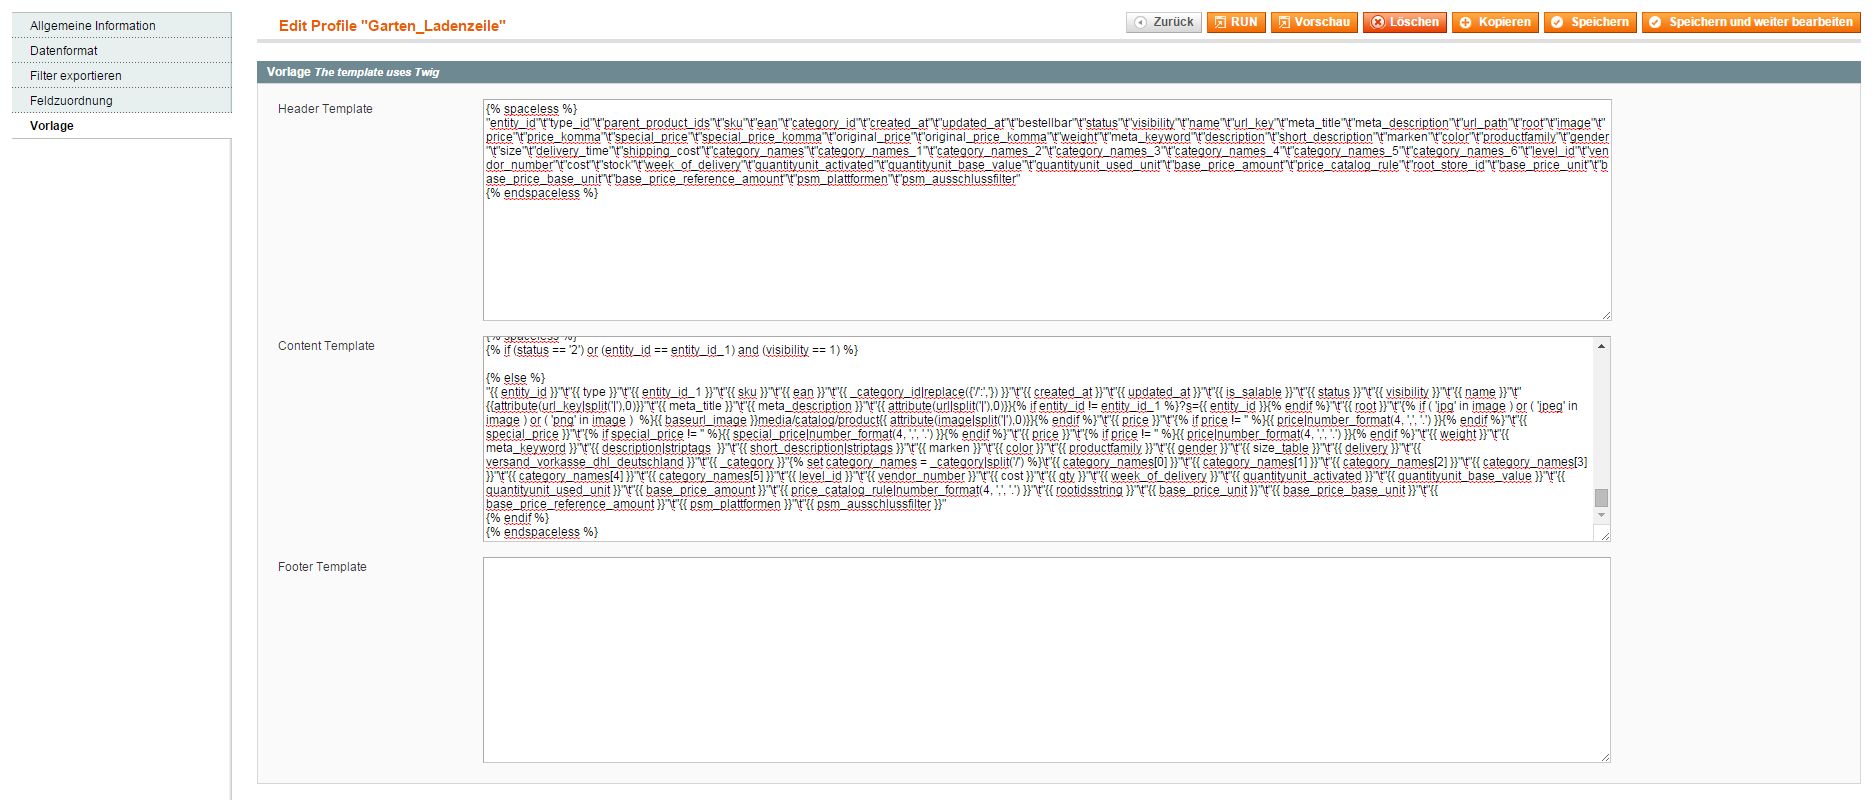 Allgemeine Information
Datenformat
Filter exportieren
Feldzuordnung
Vorlage
Edit Profile "Garten_Ladenzeile"
Zurück
RUN
Vorschau
Löschen
Kopieren
Speichern
Speichern und weiter bearbeiten
Vorlage The template uses Twig
Header Template
{% spaceless %}
"entity_id"\t"type_id"\t"parent_product_ids"\t"sku"\t"ean"\t"category_id"\t"created_at"\t"updated_at"\t"bestellbar"\t"status"\t"visibility"\t"name"\t"url_key"\t"meta_title"\t"meta_description"\t"url_path"\t"root"\t"image"\t"
price"\t"price_komma"\t"special_price"\t"special_price_komma"\t"original_price"\t"original_price_komma"\t"weight"\t"meta_keyword"\t"description"\t"short_description"\t"marken"\t"color"\t"productfamily"\t"gender
"\t"size"\t"delivery_time"\t"shipping_cost"\t"category_names"\t"category_names_1"\t"category_names_2"\t"category_names_3"\t"category_names_4"\t"category_names_5"\t"category_names_6"\t"level_id"\t"ven
dor_number"\t"cost"\t"stock"\t"week_of_delivery"\t"quantityunit_activated"\t"quantityunit_base_value"\t"quantityunit_used_unit"\t"base_price_amount"\t"price_catalog_rule"\t"root_store_id"\t"base_price_unit"\t"b
ase_price_base_unit"\t"base_price_reference_amount"\t"psm_plattformen"\t"psm_ausschlussfilter"
{% endspaceless %}
Content Template
{% spaceless %}
{% if (status == '2') or (entity_id == entity_id_1) and (visibility == 1) %}
{% else %}
"{{ entity_id }}"\t"{{ type }}"\t"{{ entity_id_1 }}"\t"{{ sku }}"\t"{{ ean }}"\t"{{ _category_id|replace({'/':','}) }}"\t"{{ created_at }}"\t"{{ updated_at }}"\t"{{ is_salable }}"\t"{{ status }}"\t"{{ visibility }}"\t"{{ name }}"\t"
{{attribute(url_key|split('|'),0)}}"\t"{{ meta_title }}"\t"{{ meta_description }}"\t"{{ attribute(url|split('|'),0)}}{% if entity_id != entity_id_1 %}?s={{ entity_id }}{% endif %}"\t"{{ root }}"\t"{% if ( 'jpg' in image ) or ( 'jpeg' in
image ) or ( 'png' in image )  %}{{ baseurl_image }}media/catalog/product{{ attribute(image|split('|'),0)}}{% endif %}"\t"{{ price }}"\t"{% if price != '' %}{{ price|number_format(4, ',', '.') }}{% endif %}"\t"{{
special_price }}"\t"{% if special_price != '' %}{{ special_price|number_format(4, ',', '.') }}{% endif %}"\t"{{ price }}"\t"{% if price != '' %}{{ price|number_format(4, ',', '.') }}{% endif %}"\t"{{ weight }}"\t"{{
meta_keyword }}"\t"{{ description|striptags  }}"\t"{{ short_description|striptags }}"\t"{{ marken }}"\t"{{ color }}"\t"{{ productfamily }}"\t"{{ gender }}"\t"{{ size_table }}"\t"{{ delivery }}"\t"{{
versand_vorkasse_dhl_deutschland }}"\t"{{ _category }}"{% set category_names = _category|split('/') %}\t"{{ category_names[0] }}"\t"{{ category_names[1] }}"\t"{{ category_names[2] }}"\t"{{ category_names[3]
}}"\t"{{ category_names[4] }}"\t"{{ category_names[5] }}"\t"{{ level_id }}"\t"{{ vendor_number }}"\t"{{ cost }}"\t"{{ qty }}"\t"{{ week_of_delivery }}"\t"{{ quantityunit_activated }}"\t"{{ quantityunit_base_value }}"\t"{{
quantityunit_used_unit }}"\t"{{ base_price_amount }}"\t"{{ price_catalog_rule|number_format(4, ',', '.') }}"\t"{{ rootidsstring }}"\t"{{ base_price_unit }}"\t"{{ base_price_base_unit }}"\t"{{
base_price_reference_amount }}"\t"{{ psm_plattformen }}"\t"{{ psm_ausschlussfilter }}"
{% endif %}
{% endspaceless %}
Footer Template